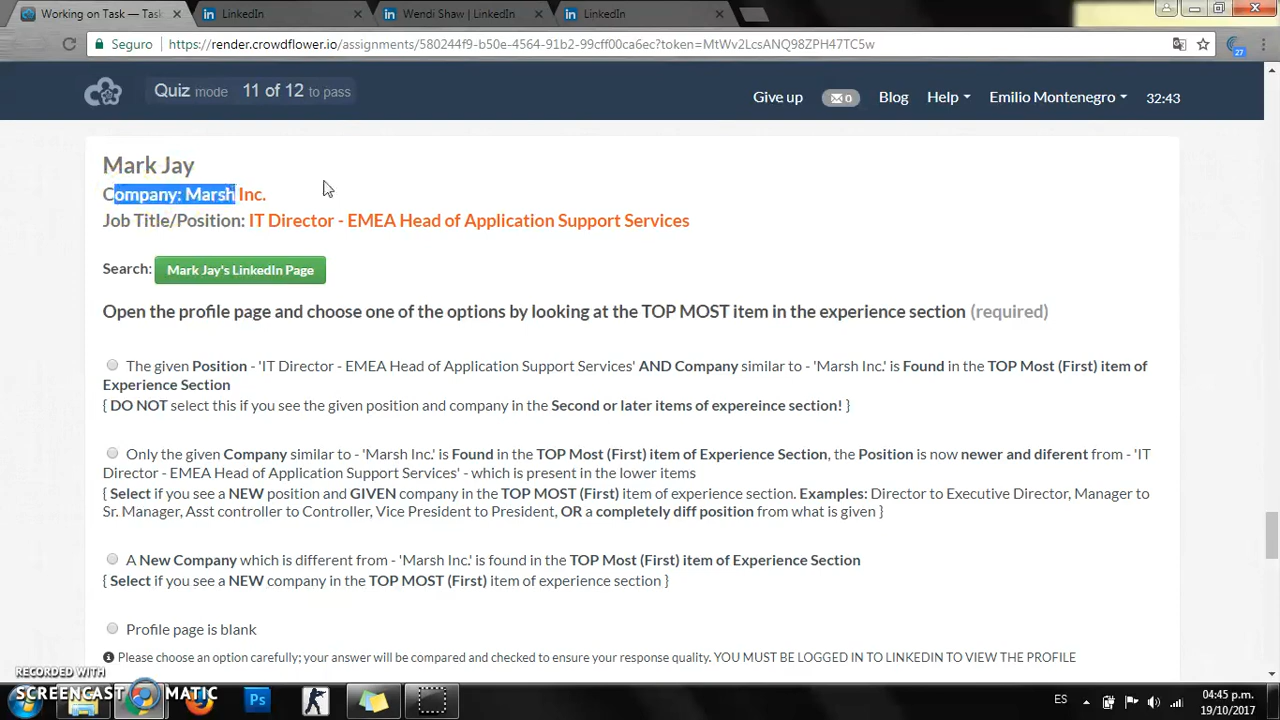 Working on Task — Task
LinkedIn
Wendi Shaw | LinkedIn
LinkedIn
Seguro
https://render.crowdflower.io/assignments/580244f9-b50e-4564-91b2-99cff00ca6ec?token=MtWv2LcsANQ98ZPH47TC5w
27
Quiz mode 11 of 12 to pass
Give up
0
Blog
Help
Emilio Montenegro
32:43
Mark Jay
Company: Marsh Inc.
Job Title/Position: IT Director - EMEA Head of Application Support Services
Search: Mark Jay's LinkedIn Page
Open the profile page and choose one of the options by looking at the TOP MOST item in the experience section (required)
The given Position - 'IT Director - EMEA Head of Application Support Services' AND Company similar to - 'Marsh Inc.' is Found in the TOP Most (First) item of
Experience Section
{ DO NOT select this if you see the given position and company in the Second or later items of expereince section! }
Only the given Company similar to - 'Marsh Inc.' is Found in the TOP Most (First) item of Experience Section, the Position is now newer and diferent from - 'IT
Director - EMEA Head of Application Support Services' - which is present in the lower items
{ Select if you see a NEW position and GIVEN company in the TOP MOST (First) item of experience section. Examples: Director to Executive Director, Manager to
Sr. Manager, Asst controller to Controller, Vice President to President, OR a completely diff position from what is given }
A New Company which is different from - 'Marsh Inc.' is found in the TOP Most (First) item of Experience Section
{ Select if you see a NEW company in the TOP MOST (First) item of experience section }
Profile page is blank
Please choose an option carefully; your answer will be compared and checked to ensure your response quality. YOU MUST BE LOGGED IN TO LINKEDIN TO VIEW THE PROFILE
RECORDED WITH
SCREENCAST MATIC
Ps
ES
04:45 p.m.
19/10/2017